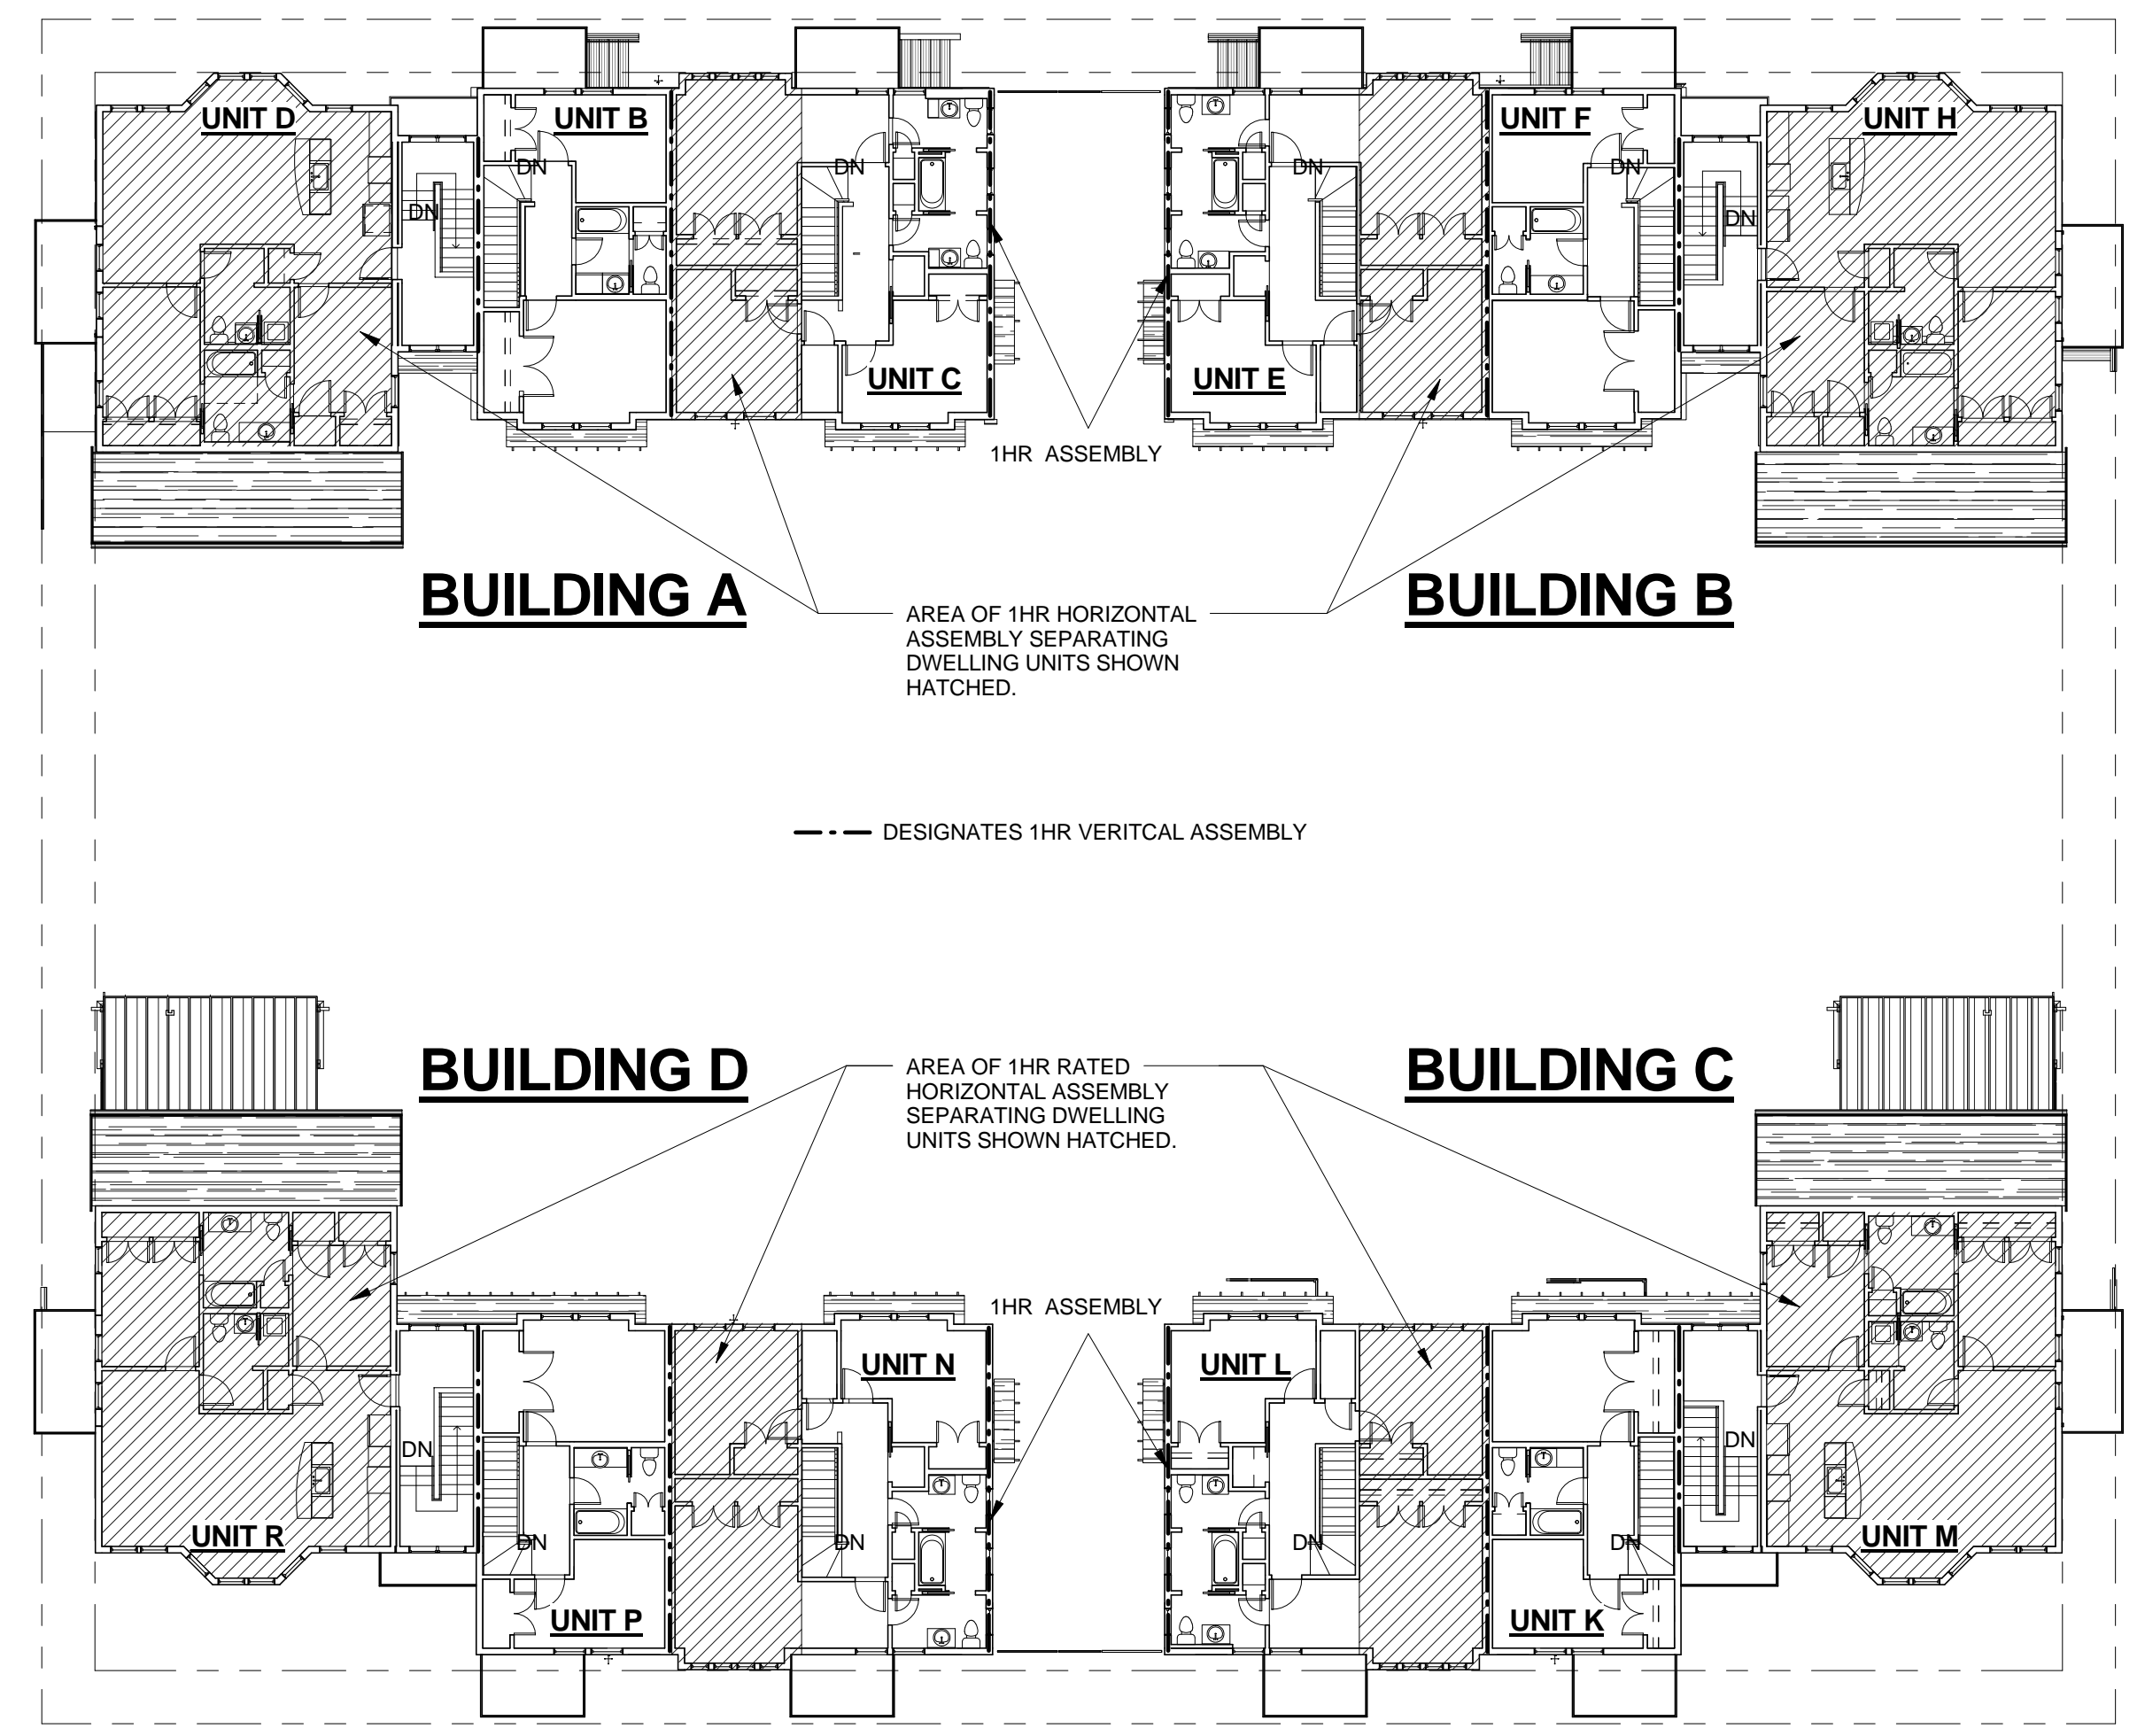 UNIT D
UNIT B
UNIT F
UNIT H
DN
DN
DN
DN
DN
DN
UNIT C
UNIT E
1HR ASSEMBLY
BUILDING A
BUILDING B
AREA OF 1HR HORIZONTAL
ASSEMBLY SEPARATING
DWELLING UNITS SHOWN
HATCHED.
DESIGNATES 1HR VERITCAL ASSEMBLY
BUILDING D
BUILDING C
AREA OF 1HR RATED
HORIZONTAL ASSEMBLY
SEPARATING DWELLING
UNITS SHOWN HATCHED.
1HR ASSEMBLY
UNIT N
UNIT L
DN
DN
UNIT R
UNIT M
DN
DN
DN
DN
UNIT P
UNIT K